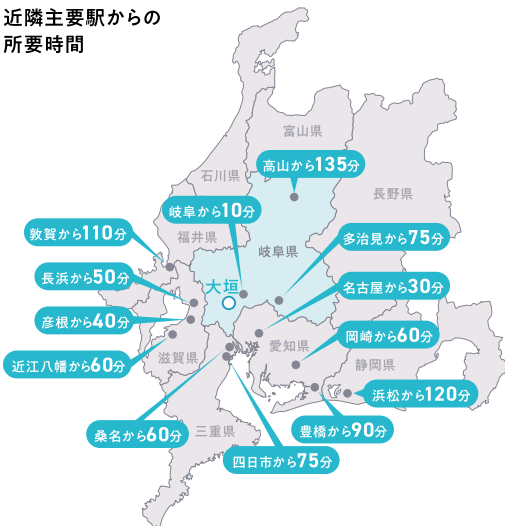 近隣主要駅からの
所要時間
富山県
高山から135分
石川県
長野県
岐阜から10分
敦賀から110分
福井県
岐阜県
多治見から75分
長浜から50分
大垣
名古屋から30分
彦根から40分
岡崎から60分
愛知県
滋賀県
静岡県
近江八幡から60分
浜松から120分
桑名から60分
三重県
豊橋から90分
四日市から75分